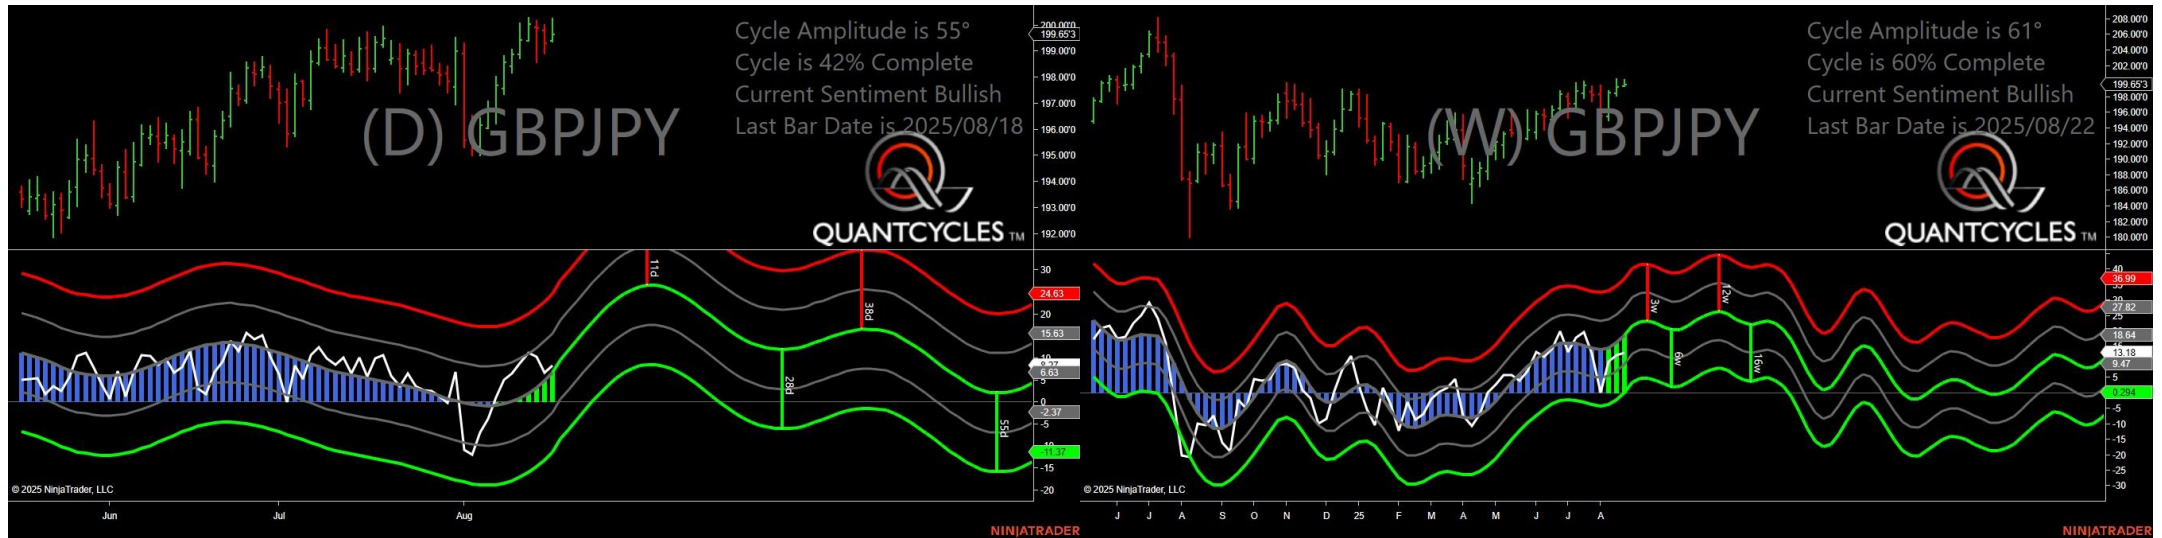 Cycle Amplitude is 55°
Cycle is 42% Complete
Current Sentiment Bullish
Last Bar Date is 2025/08/18
(D) GBPJPY
QUANTCYCLES TM
200.00'0
199.65'3
199.00'0
198.00'0
197.00'0
196.00'0
195.00'0
194.00'0
193.00'0
192.00'0
11d
38d
28d
55d
30
24.63
20
15.63
6.63
5
0
-2.37
-5
-11.37
-15
-20
© 2025 NinjaTrader, LLC
Jun
Jul
Aug
NINJATRADER
Cycle Amplitude is 61°
Cycle is 60% Complete
Current Sentiment Bullish
Last Bar Date is 2025/08/22
(W) GBPJPY
QUANTCYCLES TM
208.00'0
206.00'0
204.00'0
202.00'0
199.65'3
198.00'0
196.00'0
194.00'0
192.00'0
190.00'0
188.00'0
186.00'0
184.00'0
182.00'0
180.00'0
3w
12w
6w
16w
40
36.99
27.82
25
18.64
13.18
9.47
5
0.294
-5
-10
-15
-20
-25
-30
© 2025 NinjaTrader, LLC
J J A S O N D 25 F M A M J J A
NINJATRADER